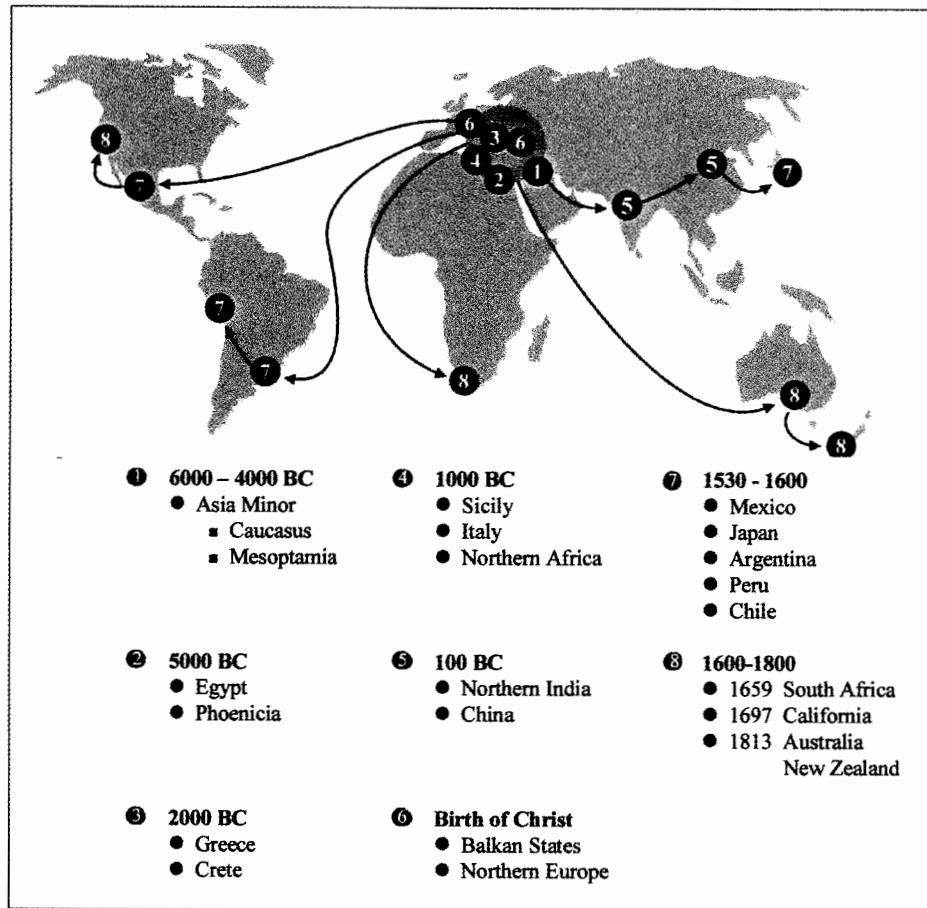 8
7
7
7
6
3
6
4
2
1
5
5
7
8
8
8
1 6000 – 4000 BC
● Asia Minor
■ Caucasus
■ Mesoptamia
2 5000 BC
● Egypt
● Phoenicia
3 2000 BC
● Greece
● Crete
4 1000 BC
● Sicily
● Italy
● Northern Africa
5 100 BC
● Northern India
● China
6 Birth of Christ
● Balkan States
● Northern Europe
7 1530 - 1600
● Mexico
● Japan
● Argentina
● Peru
● Chile
8 1600-1800
● 1659 South Africa
● 1697 California
● 1813 Australia
New Zealand